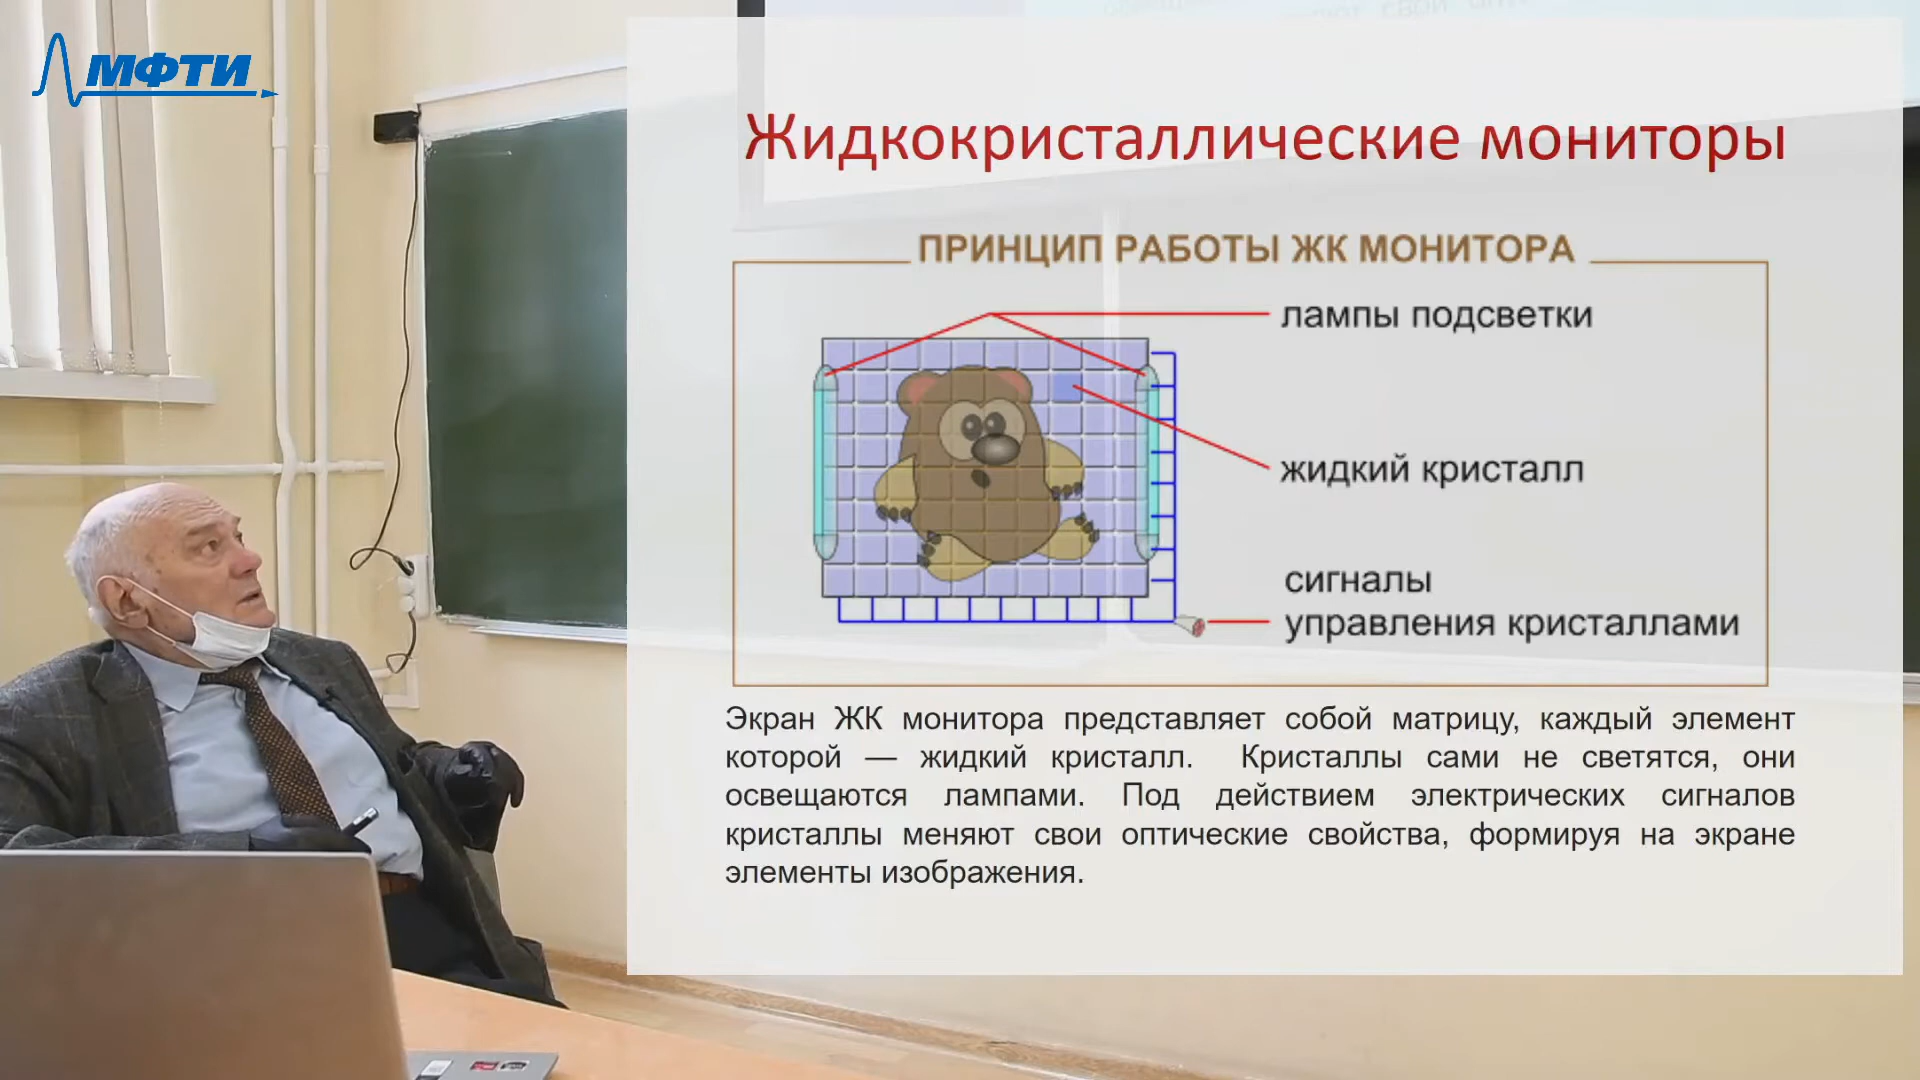 МФТИ
Жидкокристаллические мониторы
ПРИНЦИП РАБОТЫ ЖК МОНИТОРА
лампы подсветки
жидкий кристалл
сигналы
управления кристаллами
Экран ЖК монитора представляет собой матрицу, каждый элемент
которой — жидкий кристалл. Кристаллы сами не светятся, они
освещаются лампами. Под действием электрических сигналов
кристаллы меняют свои оптические свойства, формируя на экране
элементы изображения.